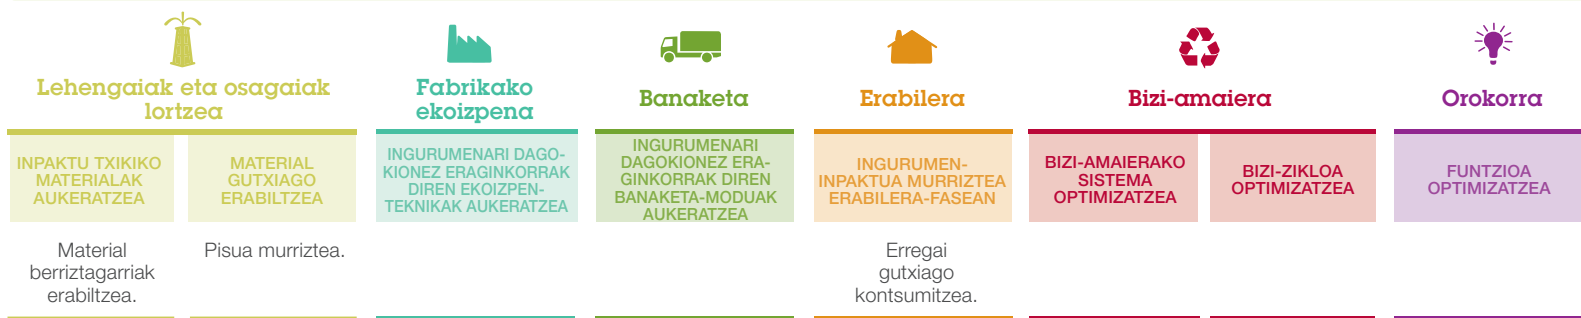 Lehengaiak eta osagaiak
lortzea
Fabrikako
ekoizpena
Banaketa
Erabilera
Bizi-amaiera
Orokorra
INPAKTU TXIKIKO
MATERIALAK
AUKERATZEA
MATERIAL
GUTXIAGO
ERABILTZEA
INGURUMENARI DAGO-
KIONEZ ERAGINKORRAK
DIREN EKOIZPEN-
TEKNIKAK AUKERATZEA
INGURUMENARI
DAGOKIONEZ ERA-
GINKORRAK DIREN
BANAKETA-MODUAK
AUKERATZEA
INGURUMEN-
INPAKTUA MURRIZTEA
ERABILERA-FASEAN
BIZI-AMAIERAKO
SISTEMA
OPTIMIZATZEA
BIZI-ZIKLOA
OPTIMIZATZEA
FUNTZIOA
OPTIMIZATZEA
Material
berriztagarriak
erabiltzea.
Pisua murriztea.
Erregai
gutxiago
kontsumitzea.